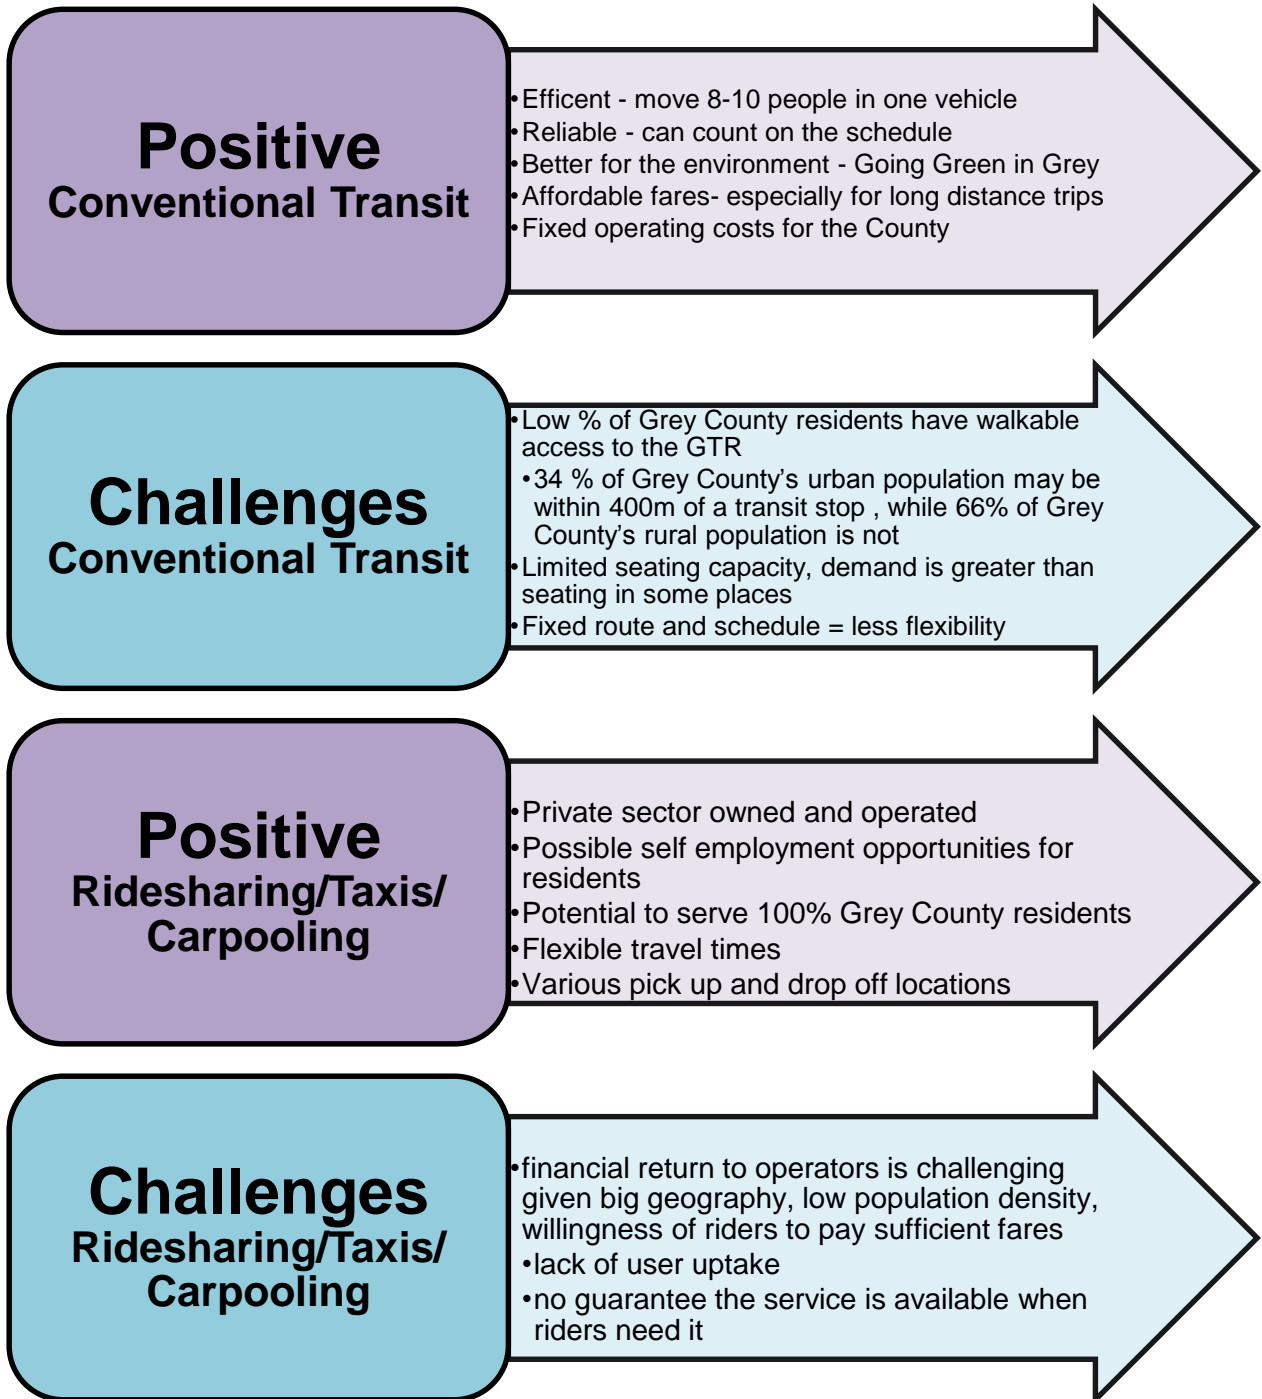 Positive
Conventional Transit
•Efficent - move 8-10 people in one vehicle
•Reliable - can count on the schedule
•Better for the environment - Going Green in Grey
•Affordable fares- especially for long distance trips
•Fixed operating costs for the County
Challenges
Conventional Transit
•Low % of Grey County residents have walkable
access to the GTR
•34 % of Grey County’s urban population may be
within 400m of a transit stop , while 66% of Grey
County’s rural population is not
•Limited seating capacity, demand is greater than
seating in some places
•Fixed route and schedule = less flexibility
Positive
Ridesharing/Taxis/
Carpooling
•Private sector owned and operated
•Possible self employment opportunities for
residents
•Potential to serve 100% Grey County residents
•Flexible travel times
•Various pick up and drop off locations
Challenges
Ridesharing/Taxis/
Carpooling
•financial return to operators is challenging
given big geography, low population density,
willingness of riders to pay sufficient fares
•lack of user uptake
•no guarantee the service is available when
riders need it